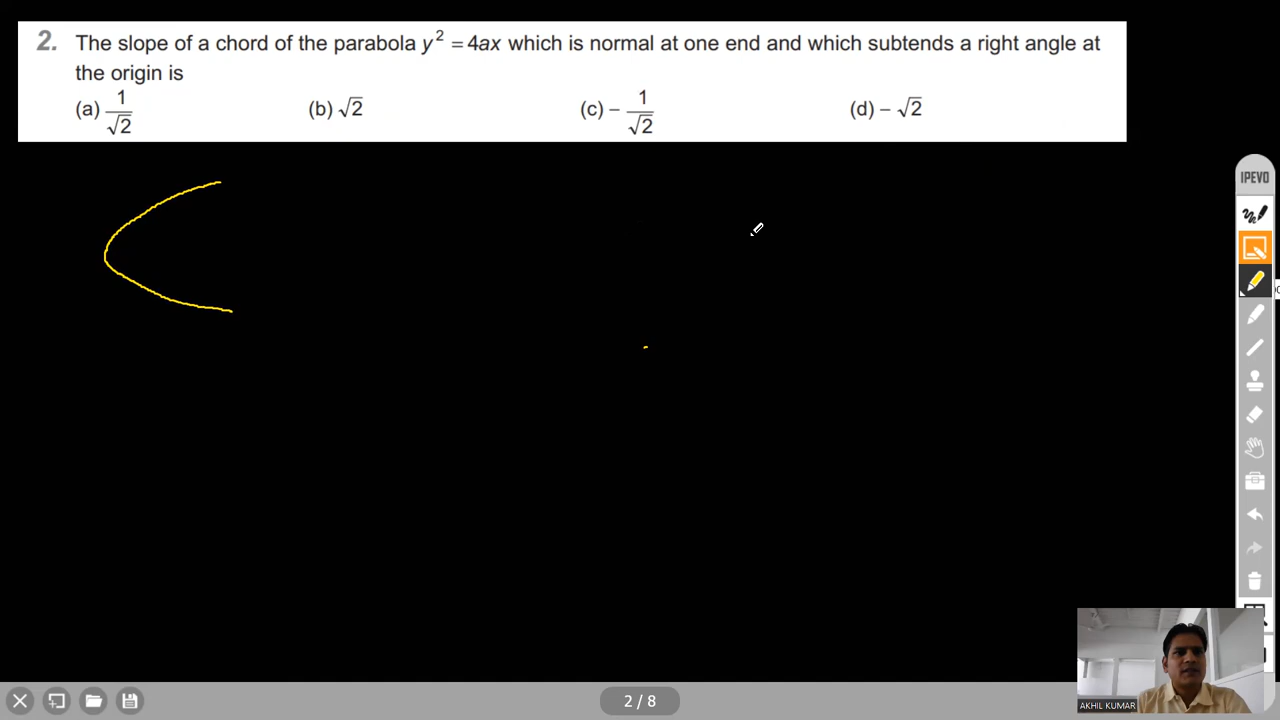 2. The slope of a chord of the parabola y² = 4ax which is normal at one end and which subtends a right angle at
the origin is
(a) 1/√2 (b) √2 (c) – 1/√2 (d) – √2
IPEVO
2 / 8
AKHIL KUMAR